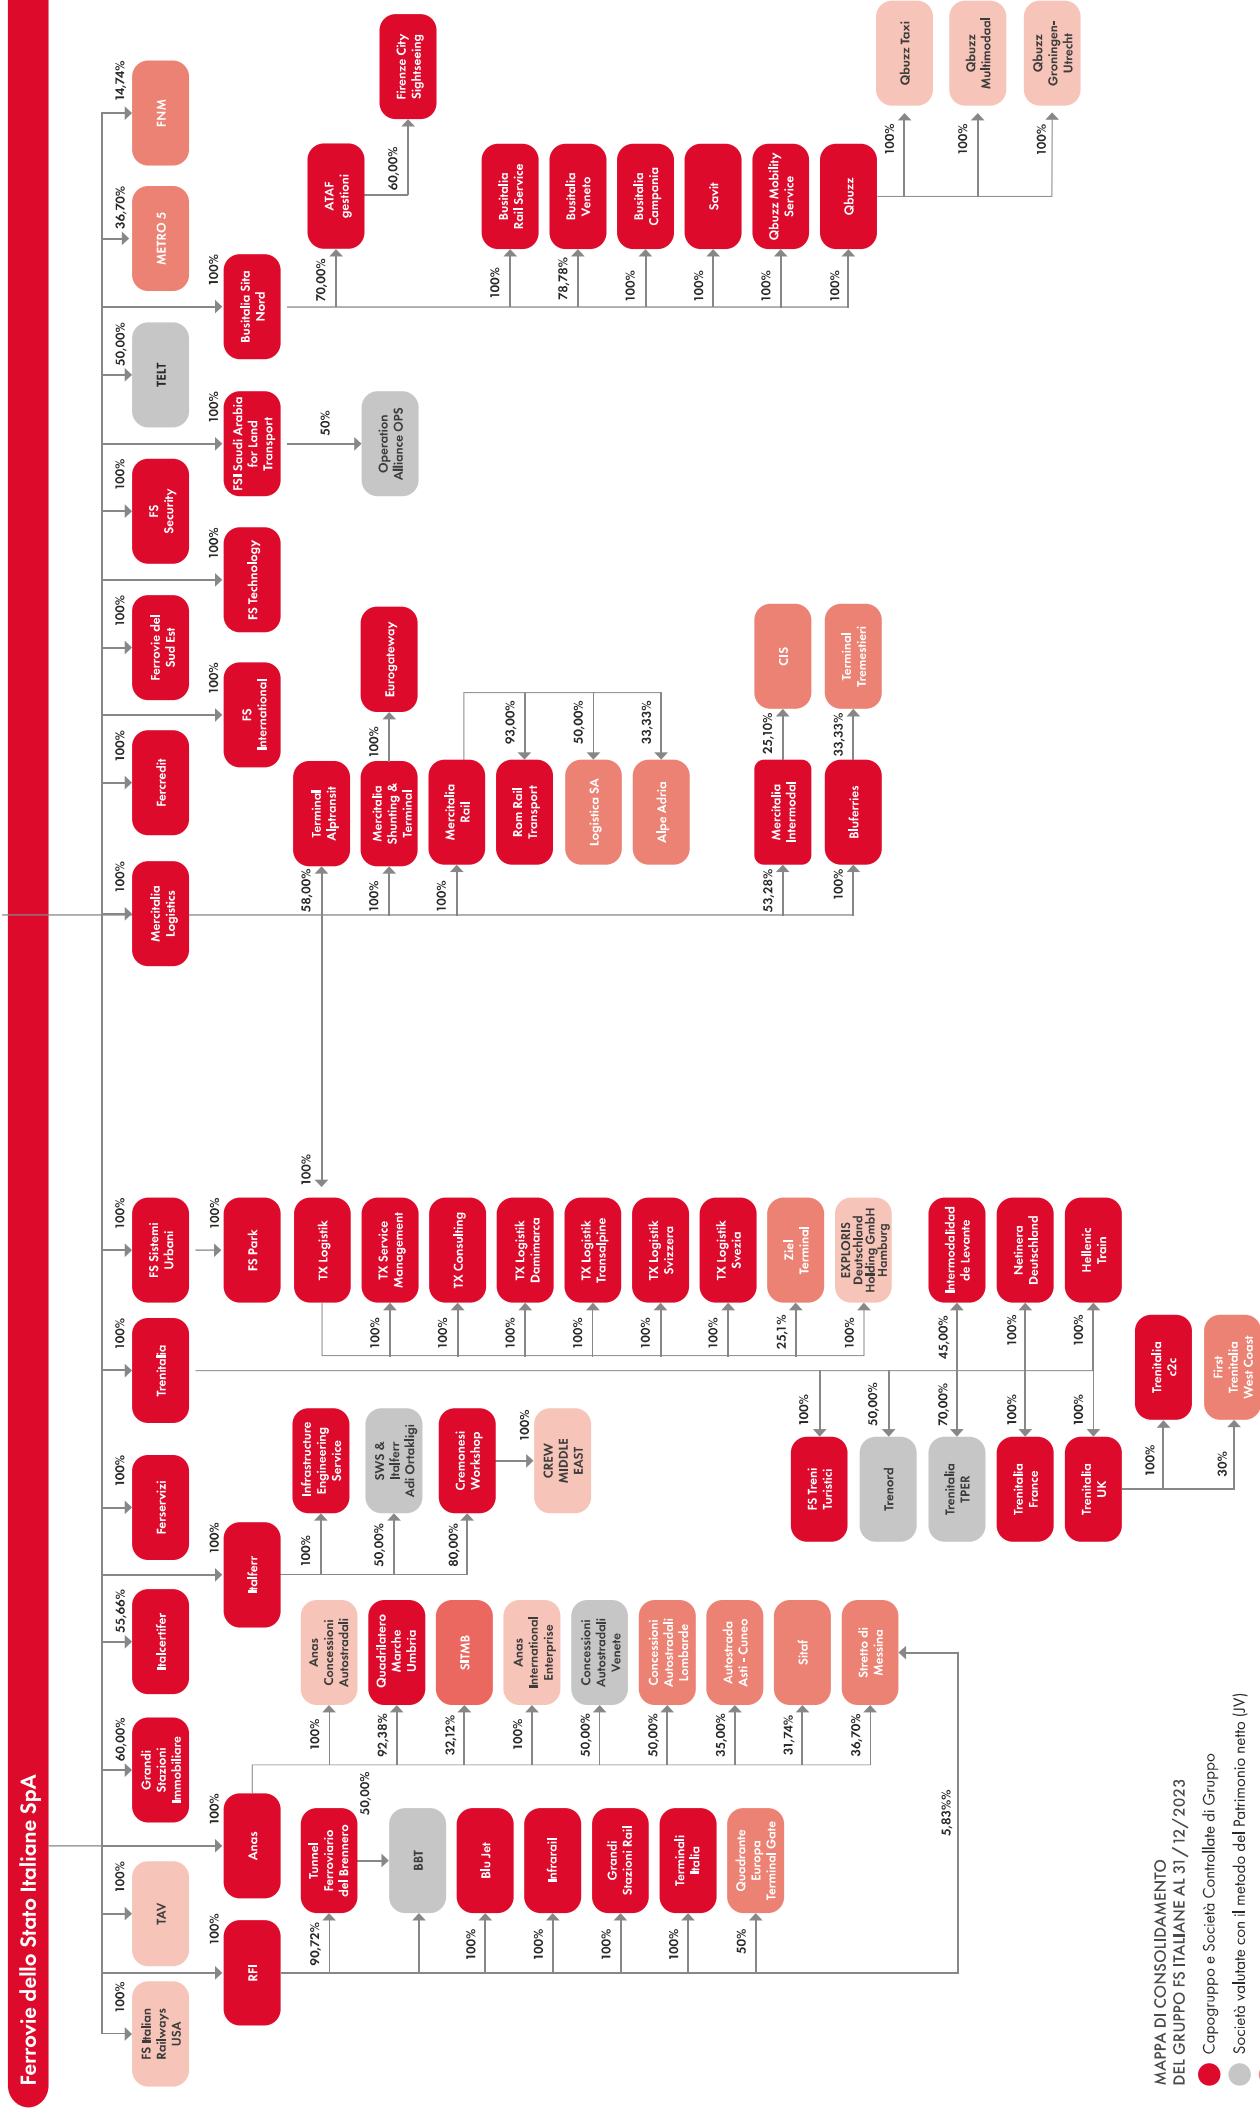 Ferrovie dello Stato Italiane SpA
100%
FS Italian
Railways
USA
100%
TAV
60,00%
Grandi
Stazioni
Immobiliare
55,66%
Italcertifer
100%
Ferservizi
100%
Trenitalia
100%
FS Sistemi
Urbani
100%
Mercitalia
Logistics
100%
Fercredit
100%
Ferrovie del
Sud Est
100%
FS
Security
50,00%
TELT
36,70%
METRO 5
14,74%
FNM
100%
RFI
100%
Anas
100%
Italferr
100%
FS Park
100%
FS
International
100%
FS Technology
100%
FSI Saudi Arabia
for Land
Transport
100%
Busitalia Sita
Nord
90,72%
Tunnel
Ferroviario
del Brennero
50,00%
BBT
100%
Blu Jet
100%
Infrarail
100%
Grandi
Stazioni Rail
100%
Terminali
Italia
50%
Quadrante
Europa
Terminal Gate
5,83%%
100%
Anas
Concessioni
Autostradali
92,38%
Quadrilatero
Marche
Umbria
32,12%
SITMB
100%
Anas
International
Enterprise
50,00%
Concessioni
Autostradali
Venete
50,00%
Concessioni
Autostradali
Lombarde
35,00%
Autostrada
Asti - Cuneo
31,74%
Sitaf
36,70%
Stretto di
Messina
100%
Infrastructure
Engineering
Service
50,00%
SWS &
Italferr
Adi Ortakligi
80,00%
Cremonesi
Workshop
100%
CREW
MIDDLE
EAST
100%
FS Treni
Turistici
50,00%
Trenord
70,00%
Trenitalia
TPER
100%
Trenitalia
France
100%
Trenitalia
UK
100%
Trenitalia
c2c
30%
First
Trenitalia
West Coast
45,00%
Intermodalidad
de Levante
100%
Netinera
Deutschland
100%
Hellenic
Train
100%
TX Logistik
100%
TX Service
Management
100%
TX Consulting
100%
TX Logistik
Danimarca
100%
TX Logistik
Transalpine
100%
TX Logistik
Svizzera
100%
TX Logistik
Svezia
25,1%
Ziel
Terminal
100%
EXPLORIS
Deutschland
Holding GmbH
Hamburg
58,00%
Terminal
Alptransit
100%
Mercitalia
Shunting &
Terminal
100%
Eurogateway
100%
Mercitalia
Rail
93,00%
Rom Rail
Transport
50,00%
Logistica SA
33,33%
Alpe Adria
53,28%
Mercitalia
Intermodal
25,10%
CIS
100%
Bluferries
33,33%
Terminal
Tremestieri
50%
Operation
Alliance OPS
70,00%
ATAF
gestioni
60,00%
Firenze City
Sightseeing
100%
Busitalia
Rail Service
78,78%
Busitalia
Veneto
100%
Busitalia
Campania
100%
Savit
100%
Qbuzz Mobility
Service
100%
Qbuzz
100%
Qbuzz Taxi
100%
Qbuzz
Multimodaal
100%
Qbuzz
Groningen-
Utrecht
MAPPA DI CONSOLIDAMENTO
DEL GRUPPO FS ITALIANE AL 31/12/2023
Capogruppo e Società Controllate di Gruppo
Società valutate con il metodo del Patrimonio netto (JV)